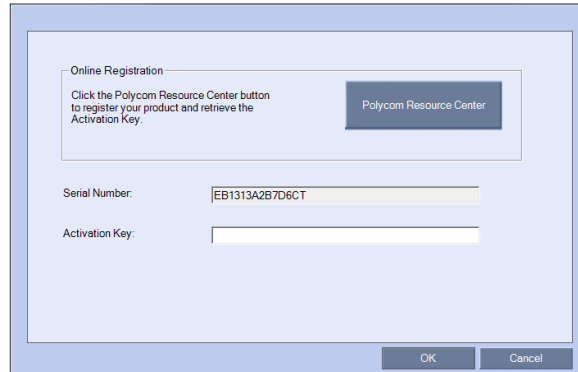 Online Registration
Click the Polycom Resource Center button
to register your product and retrieve the
Activation Key.
Polycom Resource Center
Serial Number:
EB1313A2B7D6CT
Activation Key:
OK
Cancel